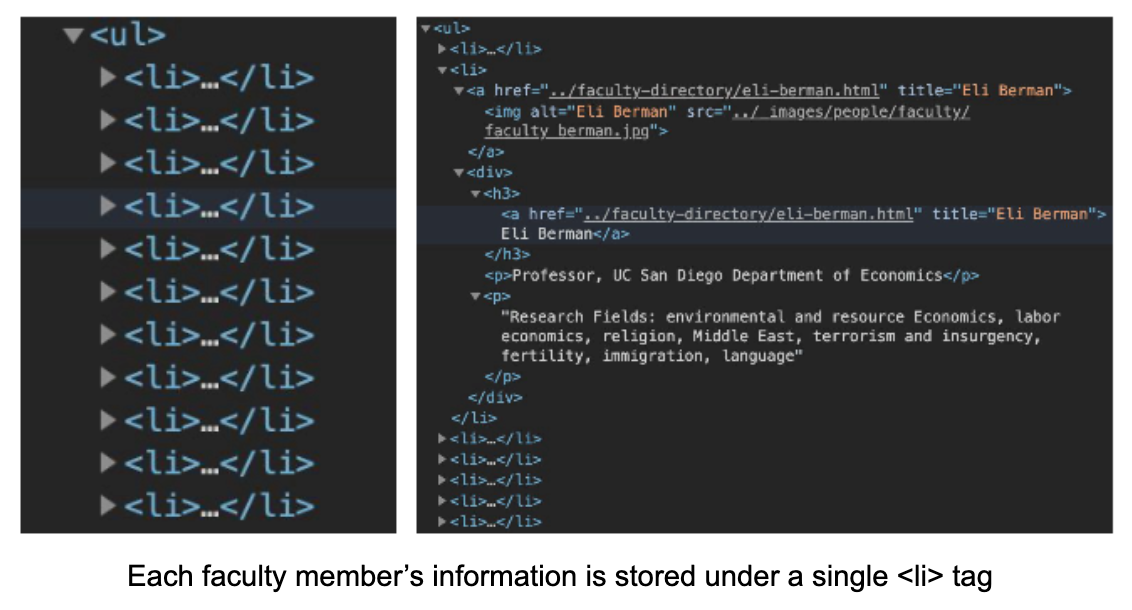 ▼<ul>
▶<li>…</li>
▶<li>…</li>
▶<li>…</li>
▶<li>…</li>
▶<li>…</li>
▶<li>…</li>
▶<li>…</li>
▶<li>…</li>
▶<li>…</li>
▶<li>…</li>
▶<li>…</li>
▼<ul>
▶<li>…</li>
▼<li>
▼<a href="../faculty-directory/eli-berman.html" title="Eli Berman">
<img alt="Eli Berman" src="../_images/people/faculty/
faculty_berman.jpg">
</a>
▼<div>
▼<h3>
<a href="../faculty-directory/eli-berman.html" title="Eli Berman">
Eli Berman</a>
</h3>
<p>Professor, UC San Diego Department of Economics</p>
▼<p>
"Research Fields: environmental and resource Economics, labor
economics, religion, Middle East, terrorism and insurgency,
fertility, immigration, language"
</p>
</div>
</li>
▶<li>…</li>
▶<li>…</li>
▶<li>…</li>
▶<li>…</li>
▶<li>…</li>
Each faculty member’s information is stored under a single <li> tag